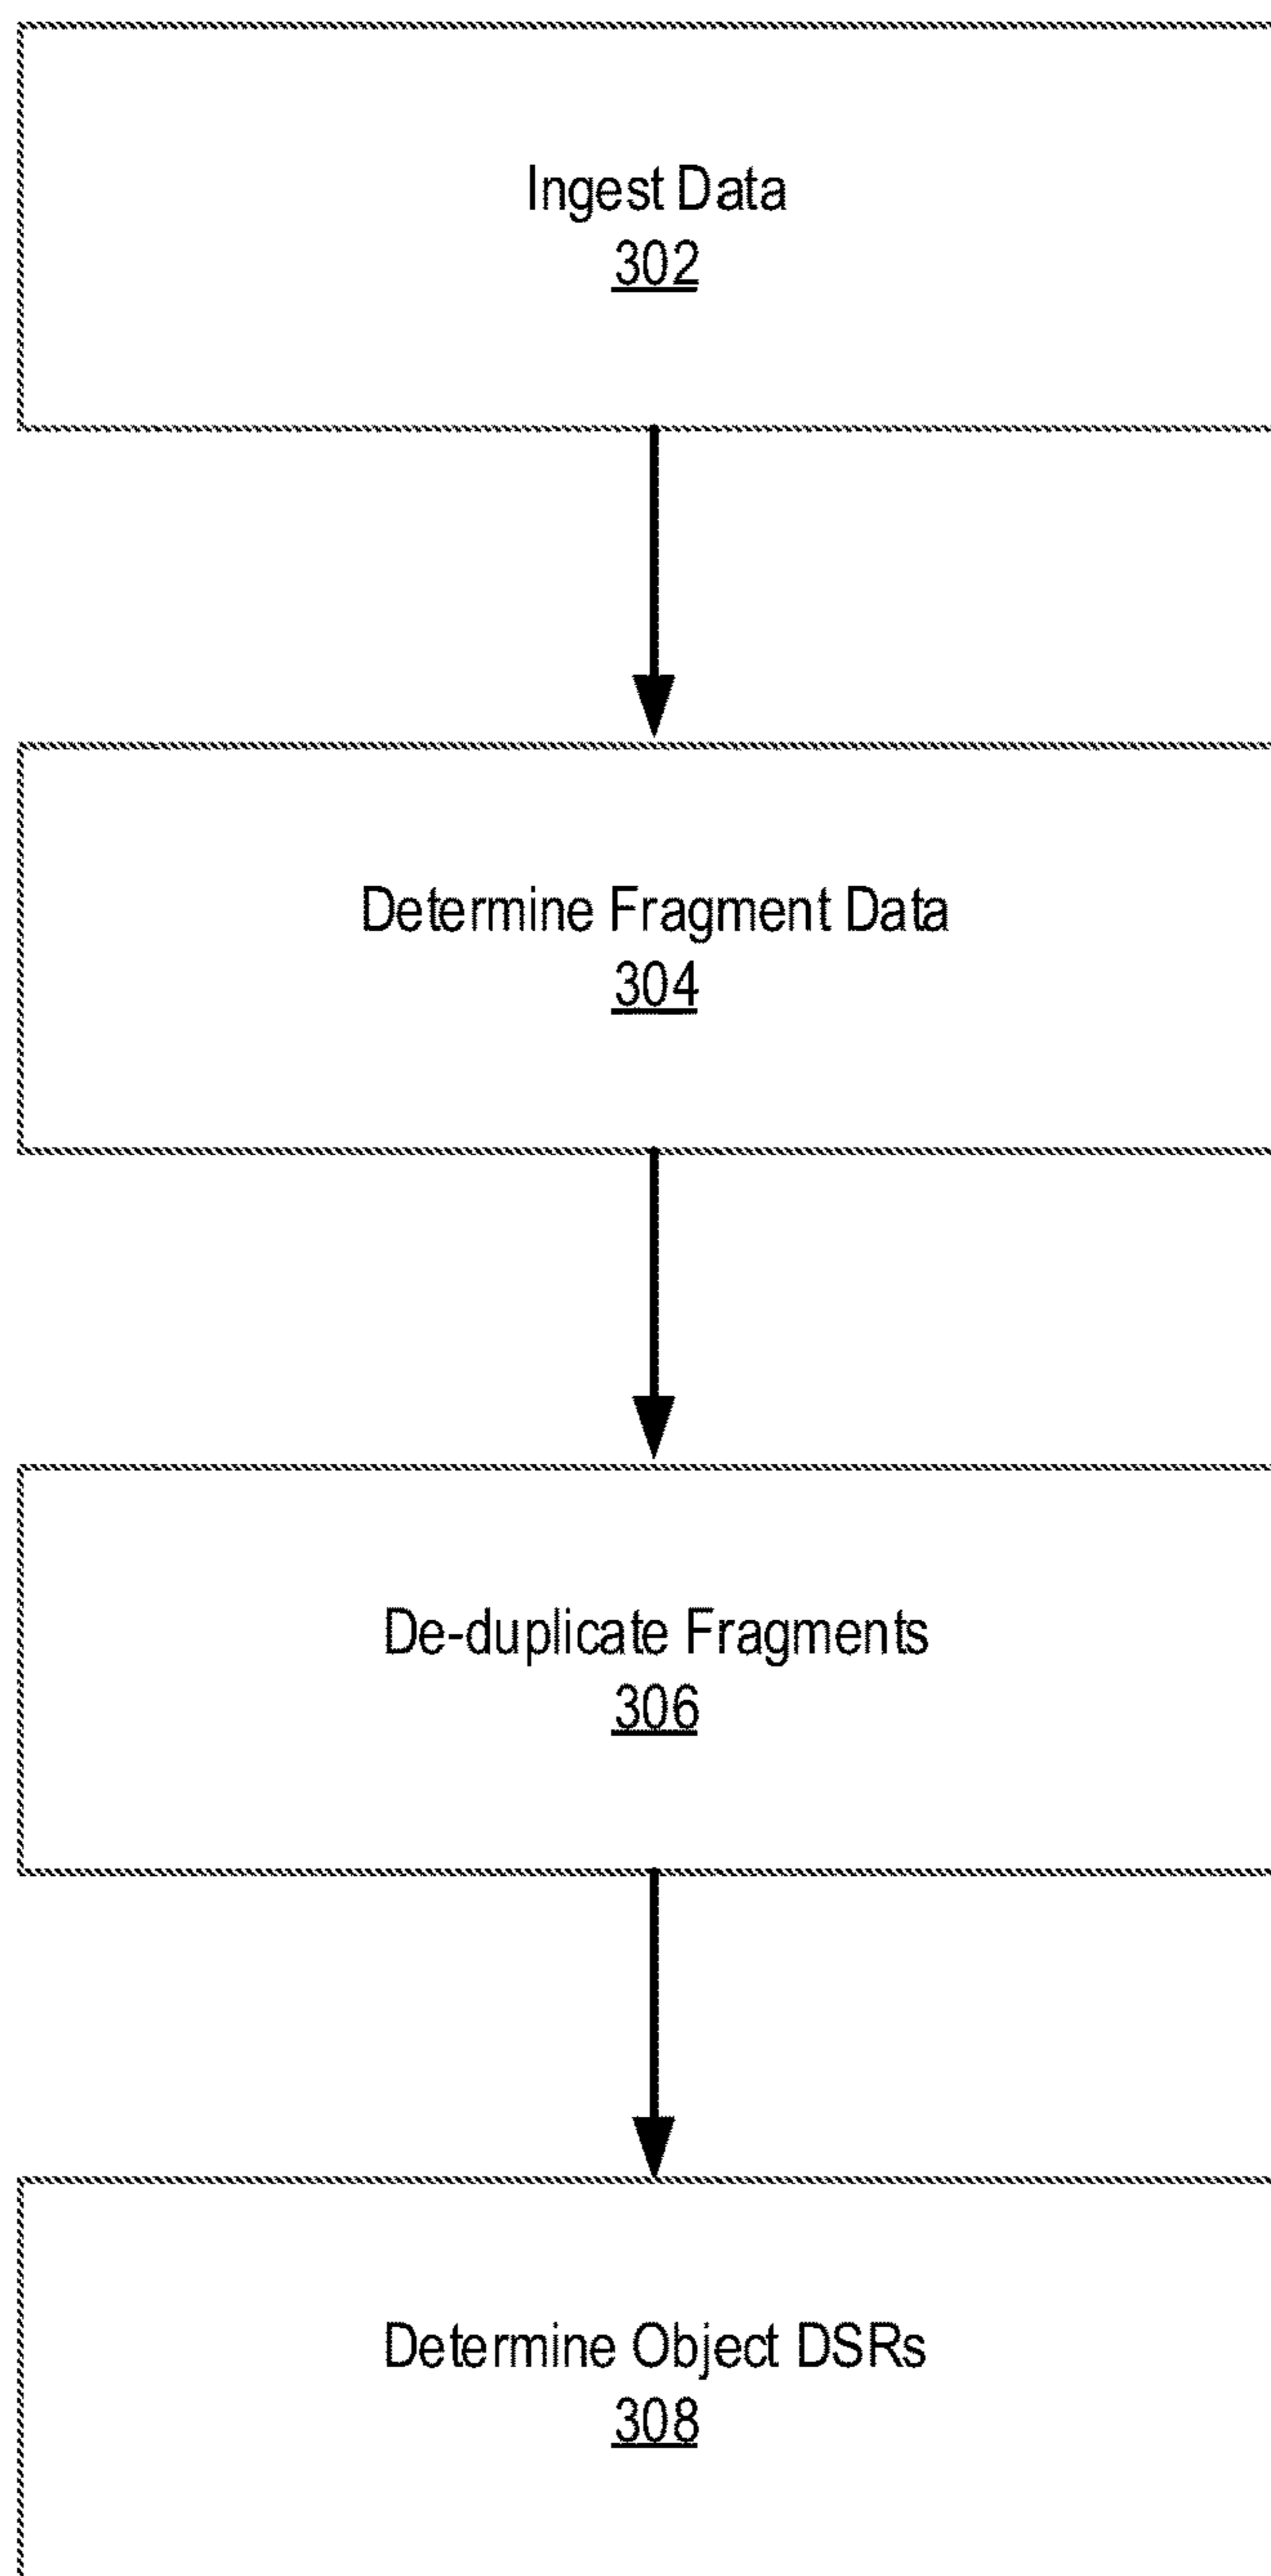 Ingest Data
302
Determine Fragment Data
304
De-duplicate Fragments
306
Determine Object DSRs
308